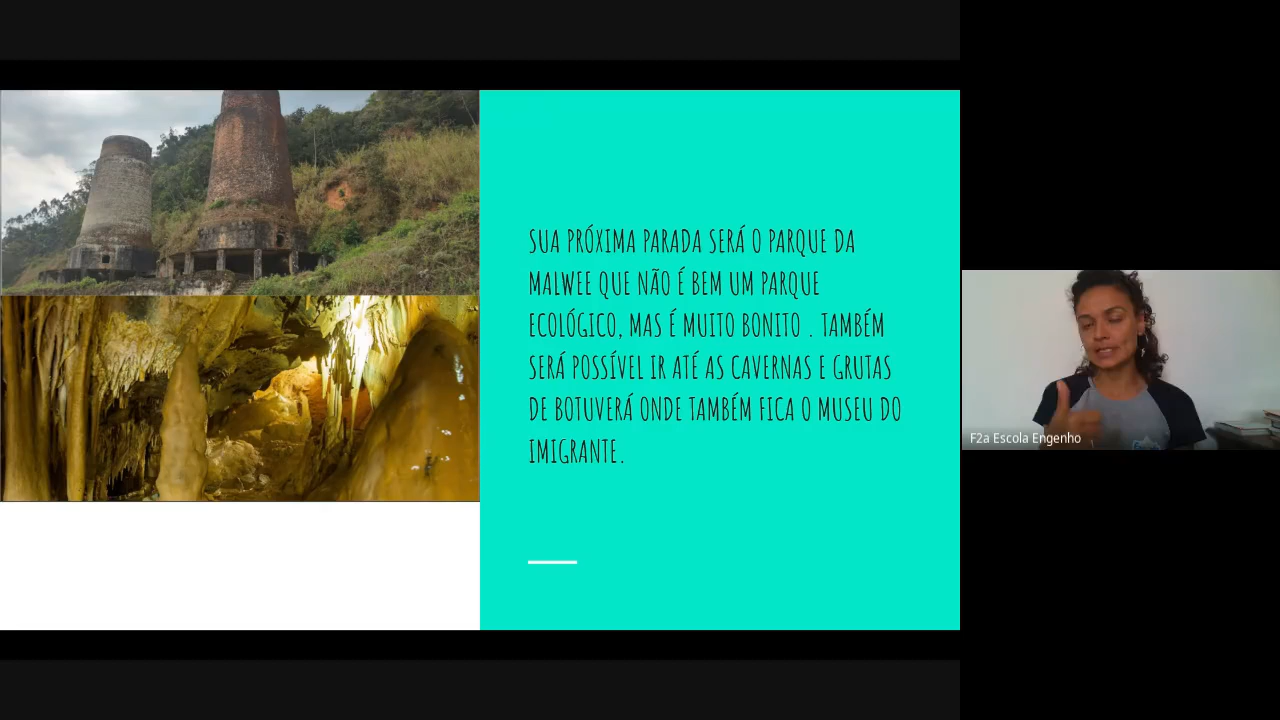 SUA PRÓXIMA PARADA SERÁ O PARQUE DA
MALWEE QUE NÃO É BEM UM PARQUE
ECOLÓGICO, MAS É MUITO BONITO . TAMBÉM
SERÁ POSSÍVEL IR ATÉ AS CAVERNAS E GRUTAS
DE BOTUVERÁ ONDE TAMBÉM FICA O MUSEU DO
IMIGRANTE.
F2a Escola Engenho